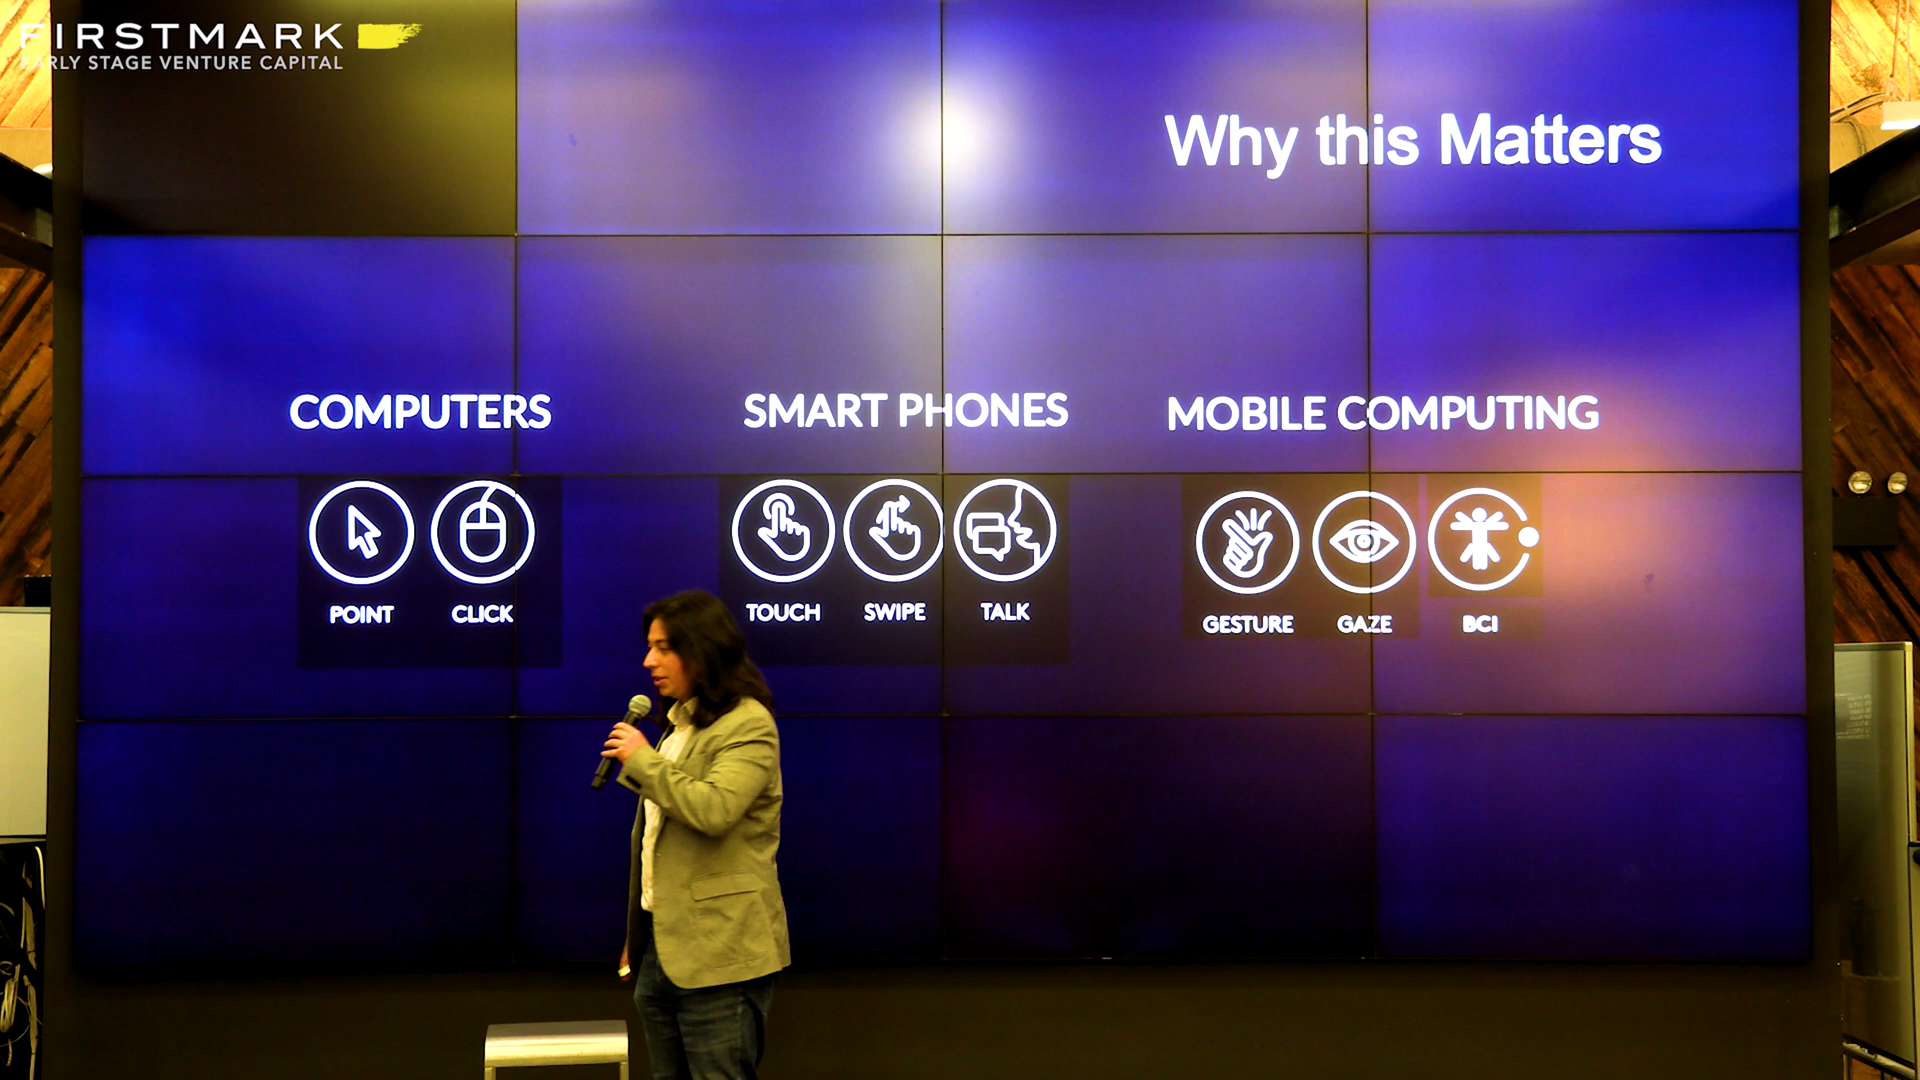 FIRSTMARK
EARLY STAGE VENTURE CAPITAL
Why this Matters
COMPUTERS
SMART PHONES
MOBILE COMPUTING
POINT
CLICK
TOUCH
SWIPE
TALK
GESTURE
GAZE
BCI